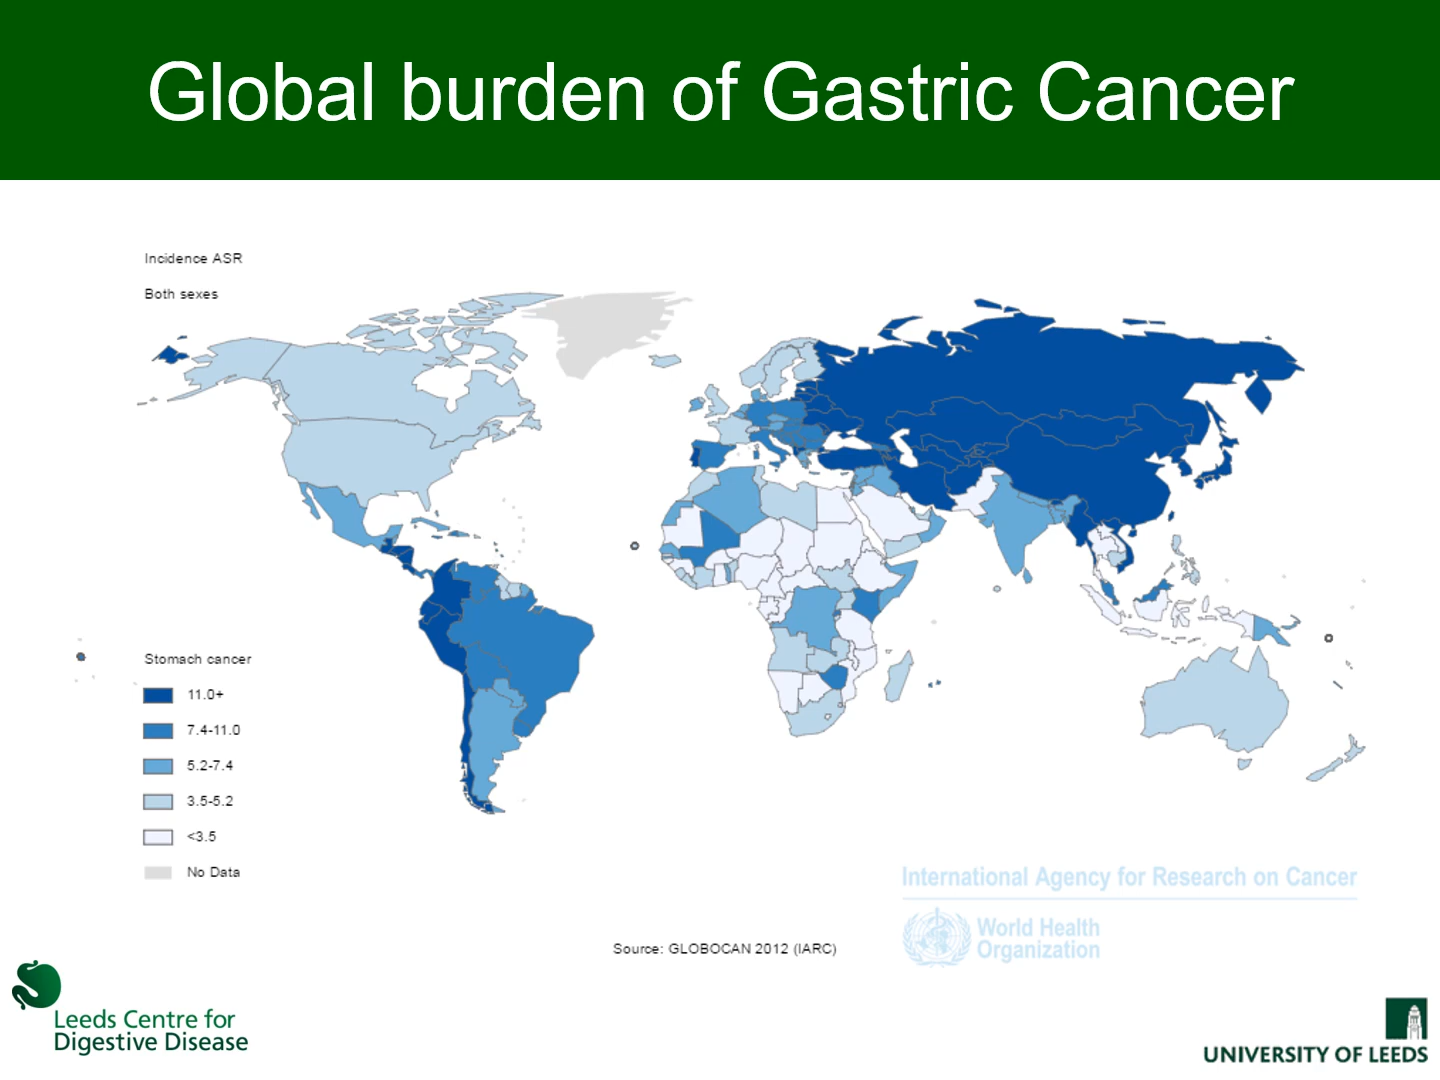 Global burden of Gastric Cancer
Incidence ASR
Both sexes
Stomach cancer
11.0+
7.4-11.0
5.2-7.4
3.5-5.2
<3.5
No Data
International Agency for Research on Cancer
World Health
Organization
Source: GLOBOCAN 2012 (IARC)
Leeds Centre for
Digestive Disease
UNIVERSITY OF LEEDS